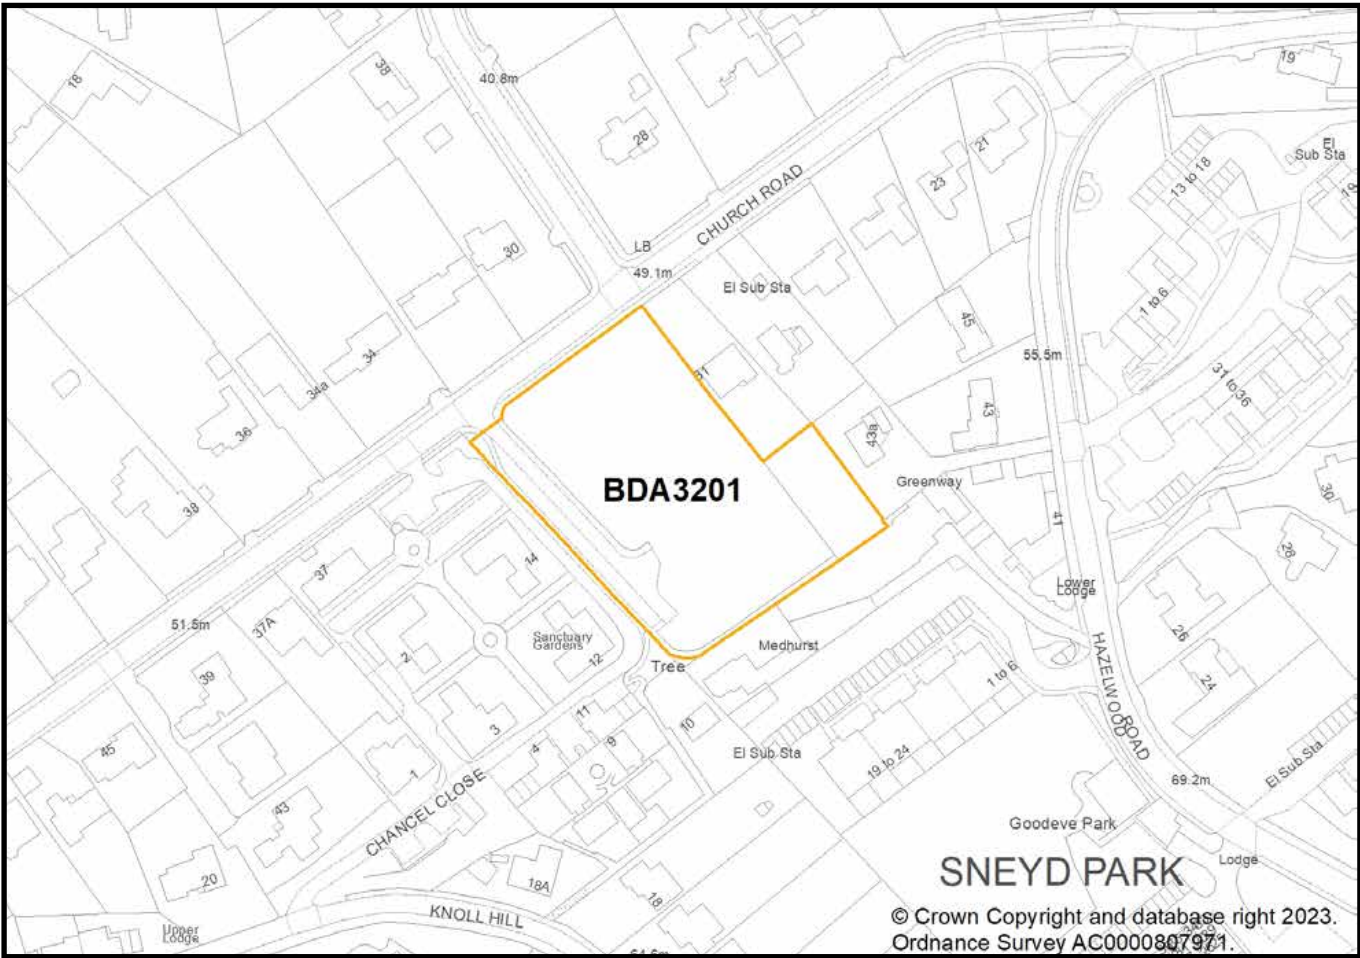 18
38
40.8m
28
19
El
Sub Sta
21
13 to 18
23
19
CHURCH ROAD
LB
30
49.1m
El Sub Sta
1 to 6
45
34
55.5m
31
34a
31 to 36
43
36
43a
BDA3201
Greenway
30
38
41
28
14
37
Lower
Lodge
51.5m
37A
Sanctuary
Gardens
Medhurst
26
2
12
Tree
39
1 to 6
24
HAZELWOOD ROAD
11
10
3
9
4
El Sub Sta
45
19 to 24
El Sub Sta
1
69.2m
43
CHANCEL CLOSE
Goodeve Park
Lodge
SNEYD PARK
20
18A
18
KNOLL HILL
Upper
Lodge
© Crown Copyright and database right 2023.
Ordnance Survey AC0000807971.